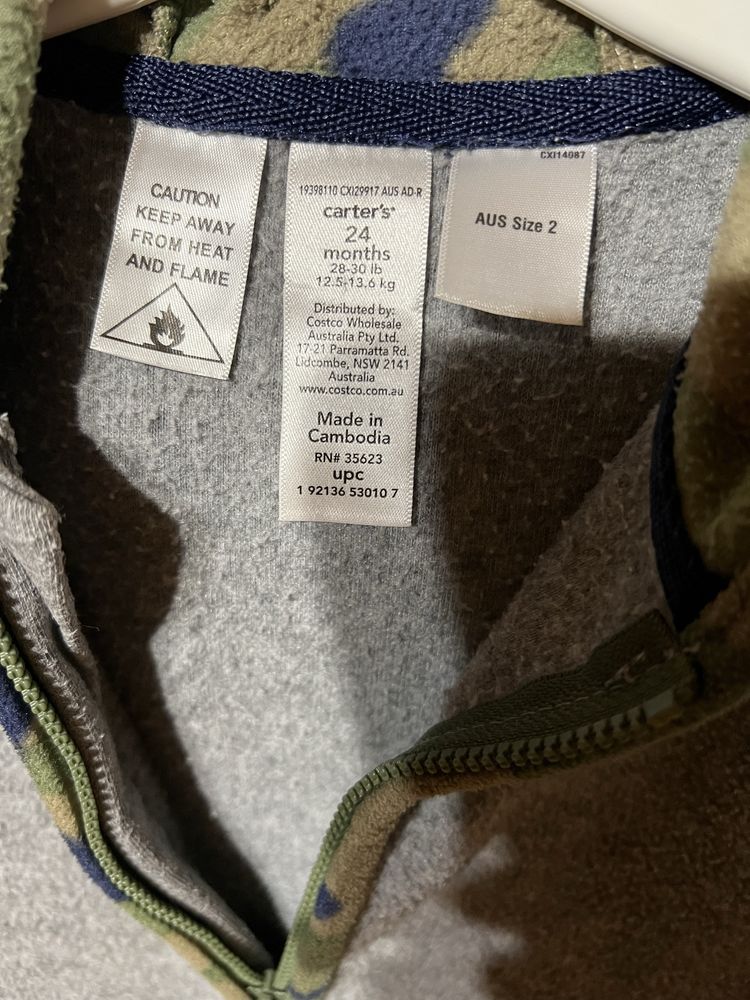 CAUTION
KEEP AWAY
FROM HEAT
AND FLAME
19398110 CXI29917 AUS AD-R
carter's
24
months
28-30 lb
12.5-13.6 kg
Distributed by:
Costco Wholesale
Australia Pty Ltd.
17-21 Parramatta Rd.
Lidcombe, NSW 2141
Australia
www.costco.com.au
Made in
Cambodia
RN# 35623
upc
1 92136 53010 7
CXI14087
AUS Size 2